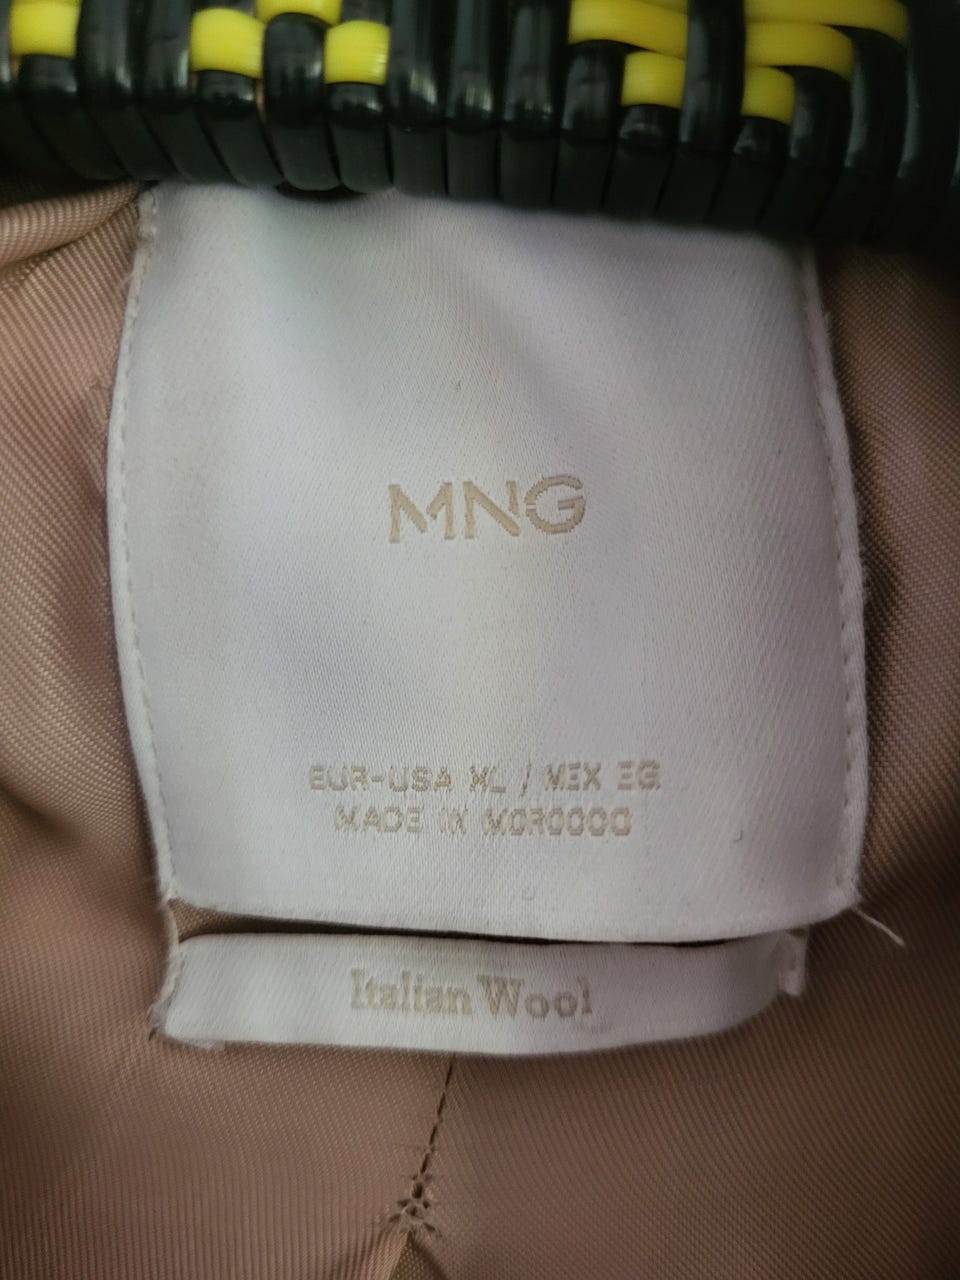 MNG
EUR-USA XL / MEX EG
MADE IN MOROCCO
Italian Wool